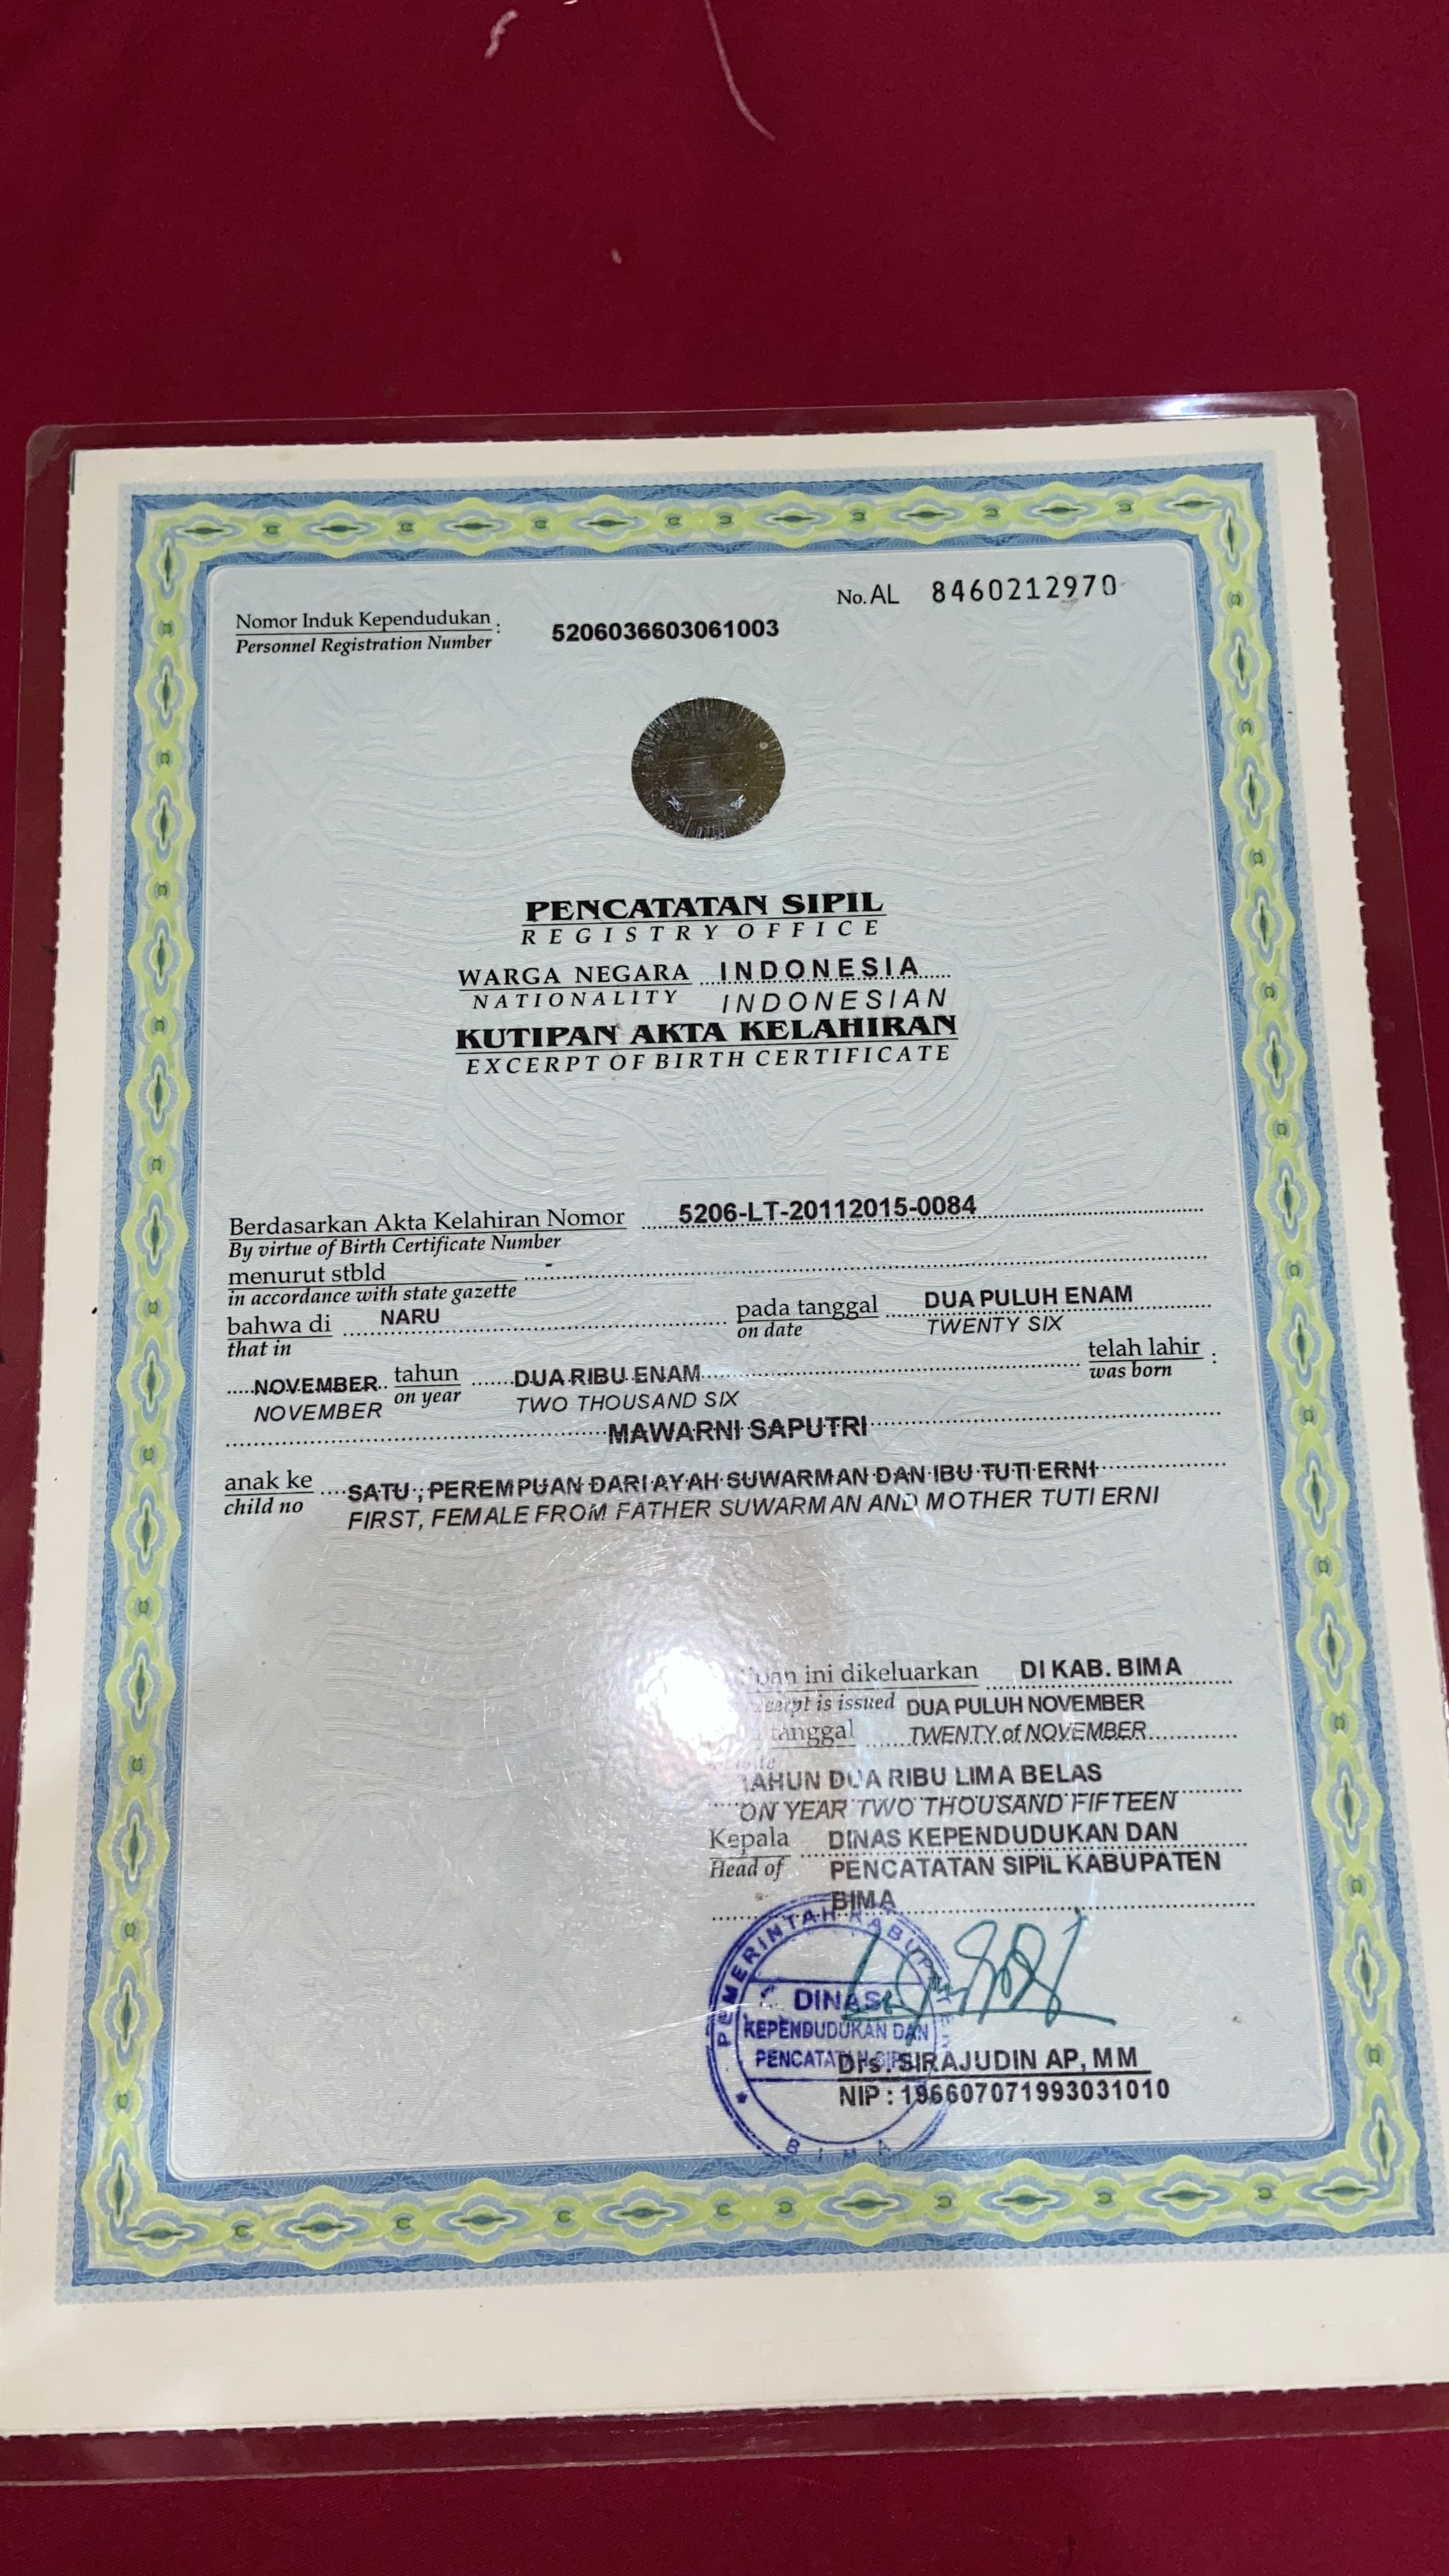 No. AL 8460212970
Nomor Induk Kependudukan : 5206036603061003
Personnel Registration Number
PENCATATAN SIPIL
REGISTRY OFFICE
WARGA NEGARA INDONESIA
NATIONALITY INDONESIAN
KUTIPAN AKTA KELAHIRAN
EXCERPT OF BIRTH CERTIFICATE
Berdasarkan Akta Kelahiran Nomor 5206-LT-20112015-0084
By virtue of Birth Certificate Number
menurut stbld -
in accordance with state gazette
bahwa di NARU pada tanggal DUA PULUH ENAM
that in on date TWENTY SIX
NOVEMBER tahun DUA RIBU ENAM telah lahir :
NOVEMBER on year TWO THOUSAND SIX was born
MAWARNI SAPUTRI
anak ke SATU, PEREMPUAN DARI AYAH SUWARMAN DAN IBU TUTI ERNI
child no FIRST, FEMALE FROM FATHER SUWARMAN AND MOTHER TUTI ERNI
ini dikeluarkan DI KAB. BIMA
is issued DUA PULUH NOVEMBER
tanggal TWENTY of NOVEMBER
TAHUN DUA RIBU LIMA BELAS
ON YEAR TWO THOUSAND FIFTEEN
Kepala DINAS KEPENDUDUKAN DAN
Head of PENCATATAN SIPIL KABUPATEN
BIMA
PEMERINTAH KABUPATEN
DINAS
KEPENDUDUKAN DAN
PENCATATAN SIPIL
BIMA
Drs. SIRAJUDIN AP, MM
NIP : 196607071993031010